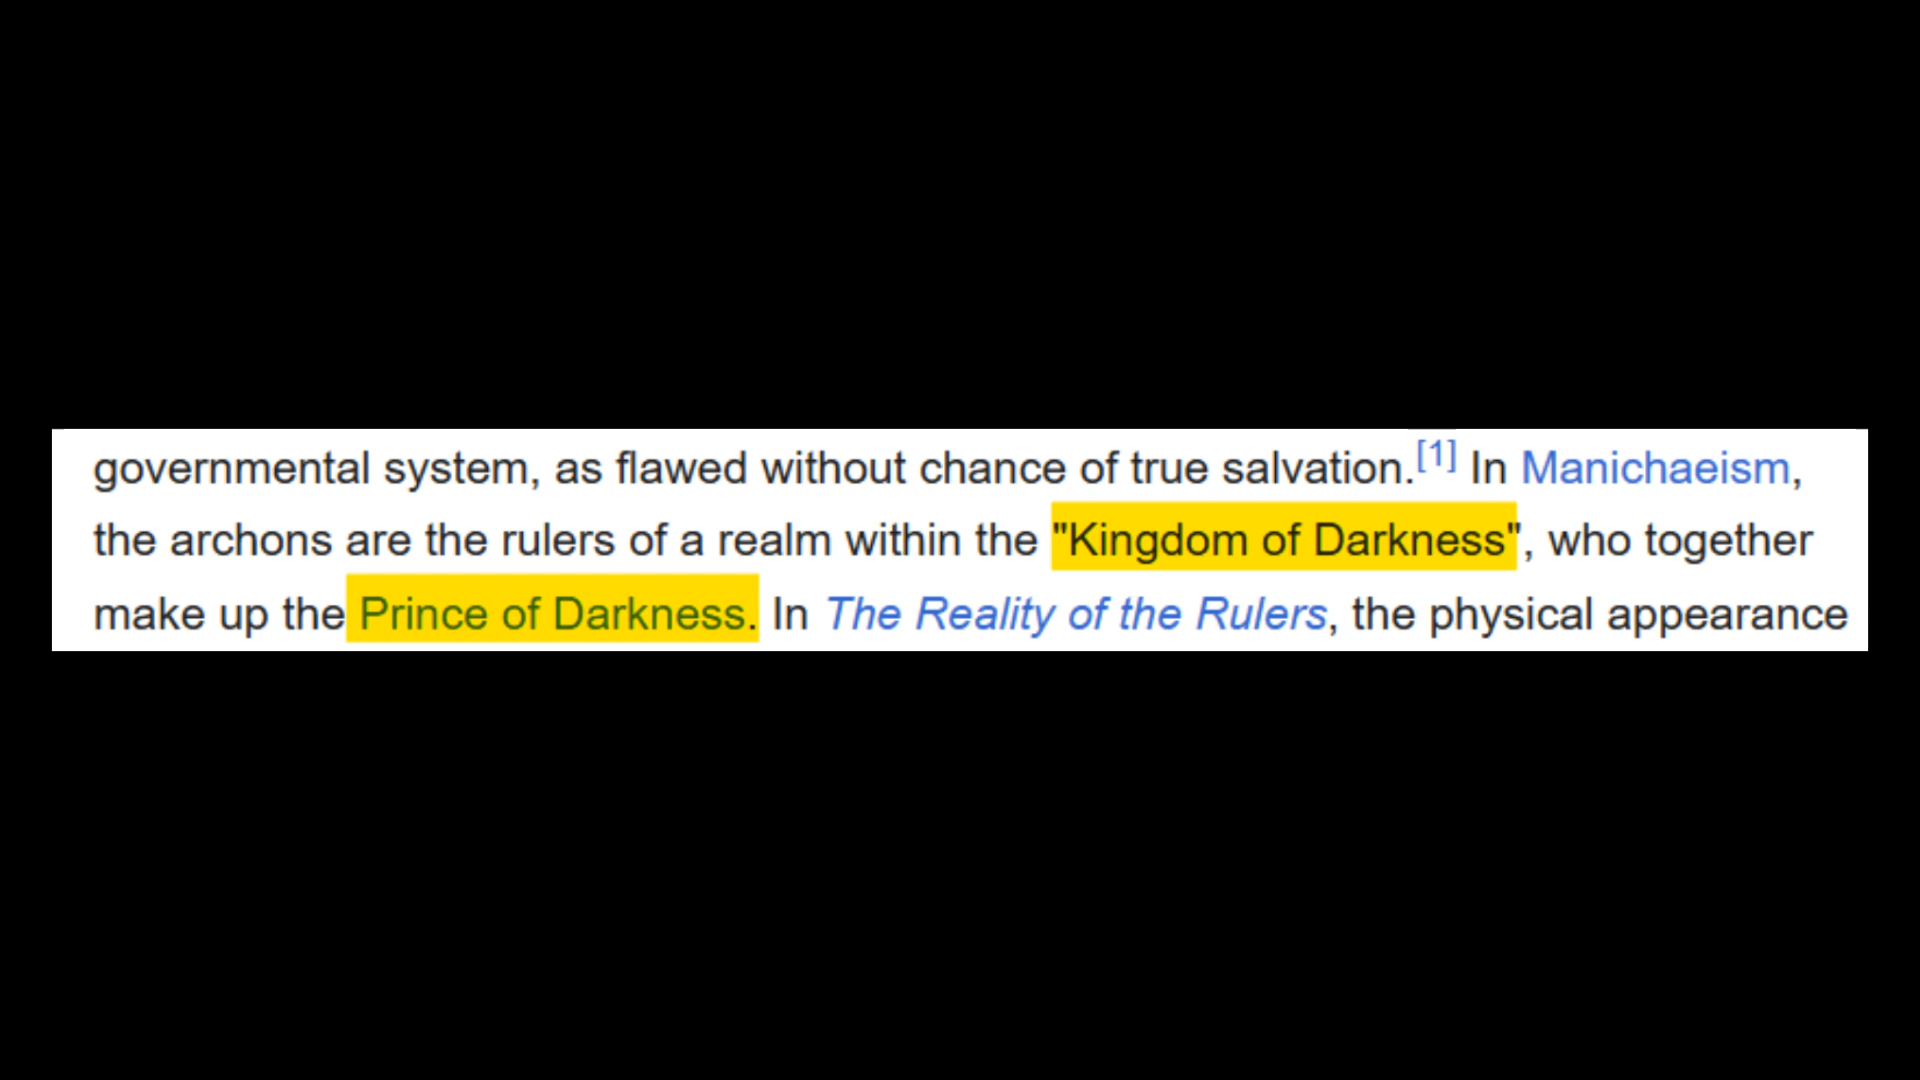 governmental system, as flawed without chance of true salvation.[1] In Manichaeism,
the archons are the rulers of a realm within the "Kingdom of Darkness", who together
make up the Prince of Darkness. In The Reality of the Rulers, the physical appearance